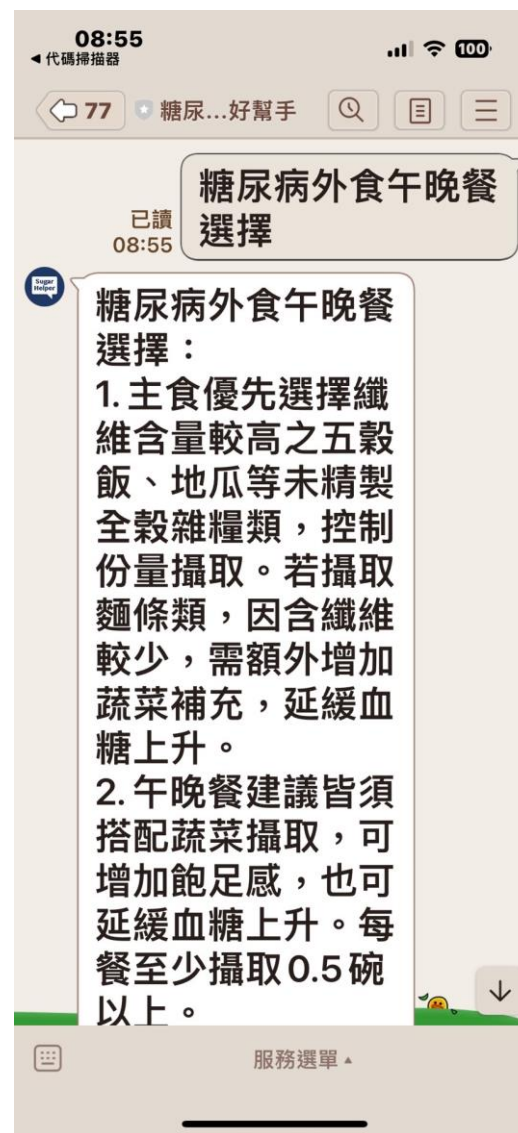 08:55
◀ 代碼掃描器
100
77
糖尿...好幫手
糖尿病外食午晚餐
選擇
已讀
08:55
Sugar
Helper
糖尿病外食午晚餐
選擇：
1. 主食優先選擇纖
維含量較高之五穀
飯、地瓜等未精製
全穀雜糧類，控制
份量攝取。若攝取
麵條類，因含纖維
較少，需額外增加
蔬菜補充，延緩血
糖上升。
2. 午晚餐建議皆須
搭配蔬菜攝取，可
增加飽足感，也可
延緩血糖上升。每
餐至少攝取0.5碗
以上。
服務選單▲